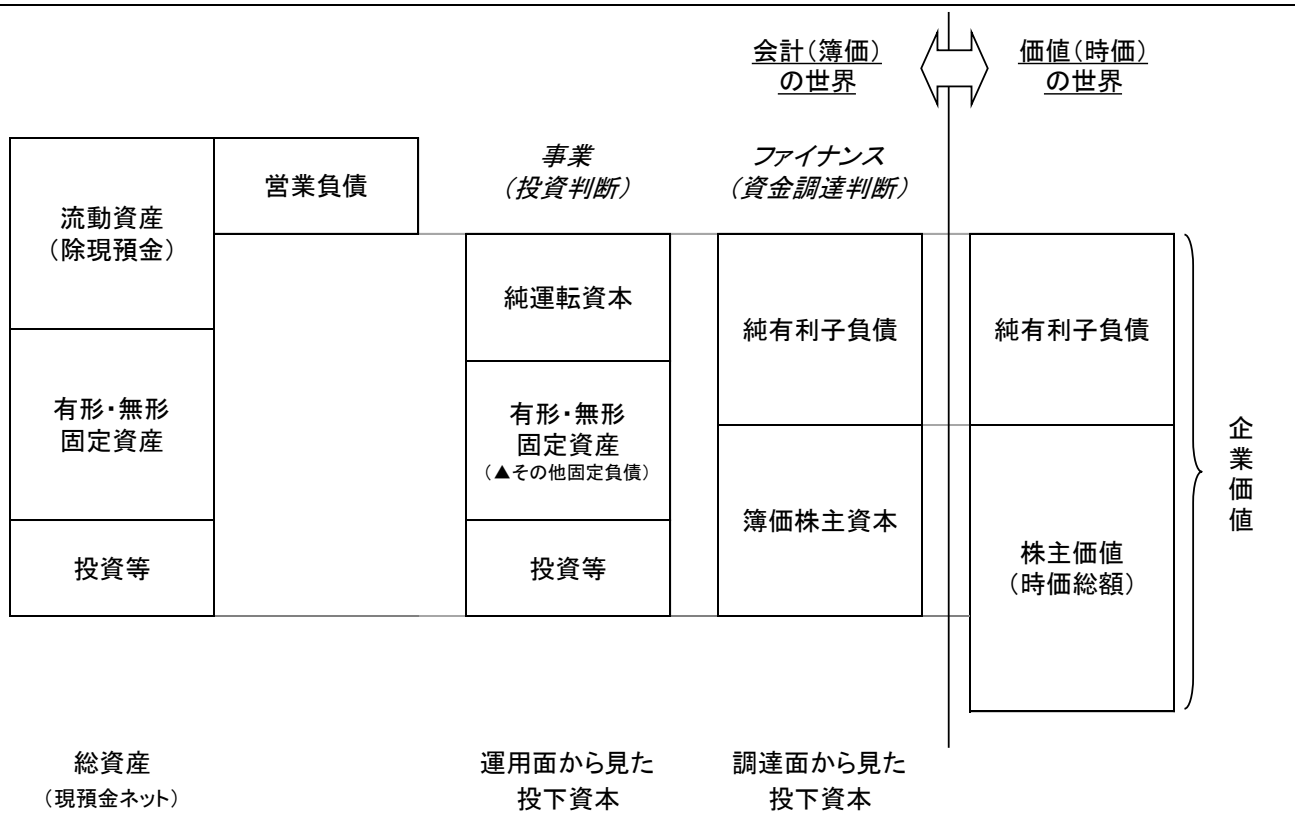 会計(簿価)
の世界
価値(時価)
の世界
事業
(投資判断)
ファイナンス
(資金調達判断)
流動資産
(除現預金)
営業負債
有形・無形
固定資産
投資等
純運転資本
有形・無形
固定資産
(▲その他固定負債)
投資等
純有利子負債
簿価株主資本
純有利子負債
株主価値
(時価総額)
企業価値
総資産
(現預金ネット)
運用面から見た
投下資本
調達面から見た
投下資本